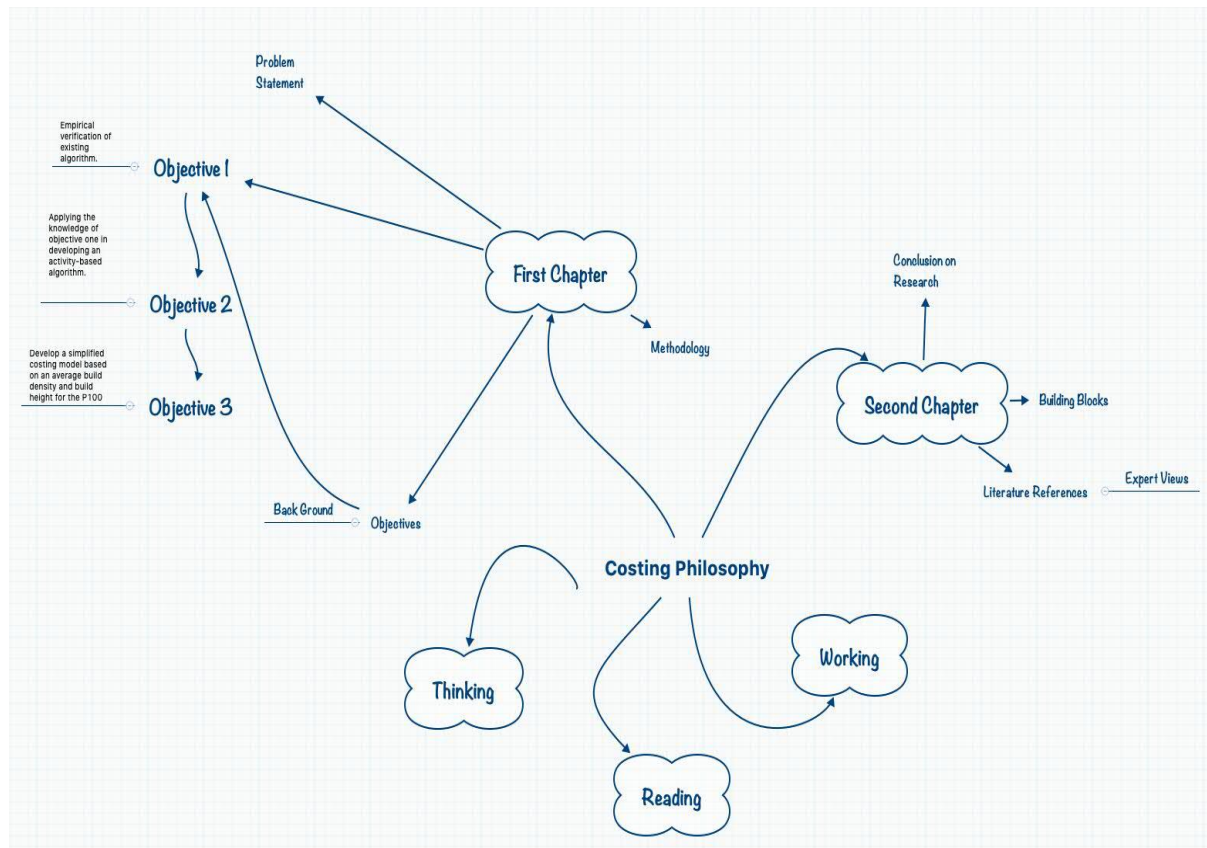 Problem
Statement
Empirical
verification of
existing
algorithm.
Objective 1
Applying the
knowledge of
objective one in
developing an
activity-based
algorithm.
Objective 2
Develop a simplified
costing model based
on an average build
density and build
height for the P100
Objective 3
First Chapter
Methodology
Back Ground
Objectives
Conclusion on
Research
Second Chapter
Building Blocks
Literature References
Expert Views
Costing Philosophy
Thinking
Working
Reading